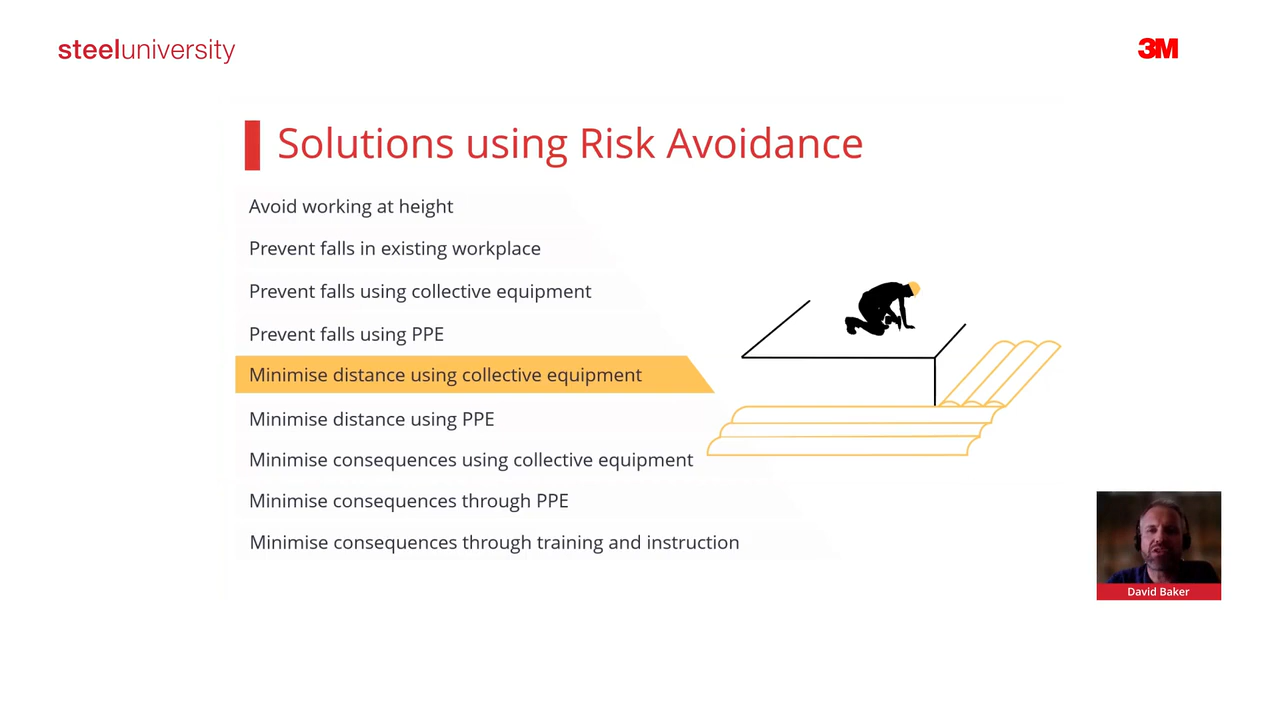 steeluniversity
3M
Solutions using Risk Avoidance
Avoid working at height
Prevent falls in existing workplace
Prevent falls using collective equipment
Prevent falls using PPE
Minimise distance using collective equipment
Minimise distance using PPE
Minimise consequences using collective equipment
Minimise consequences through PPE
Minimise consequences through training and instruction
David Baker